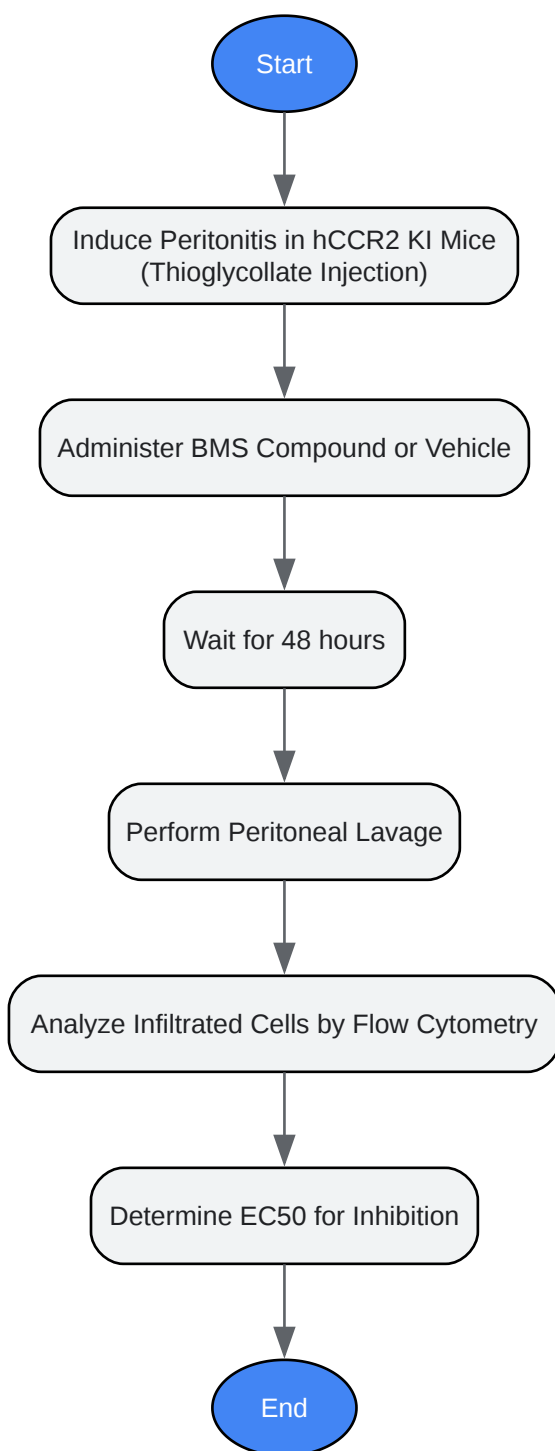 Start
Induce Peritonitis in hCCR2 KI Mice
(Thioglycollate Injection)
Administer BMS Compound or Vehicle
Wait for 48 hours
Perform Peritoneal Lavage
Analyze Infiltrated Cells by Flow Cytometry
Determine EC50 for Inhibition
End